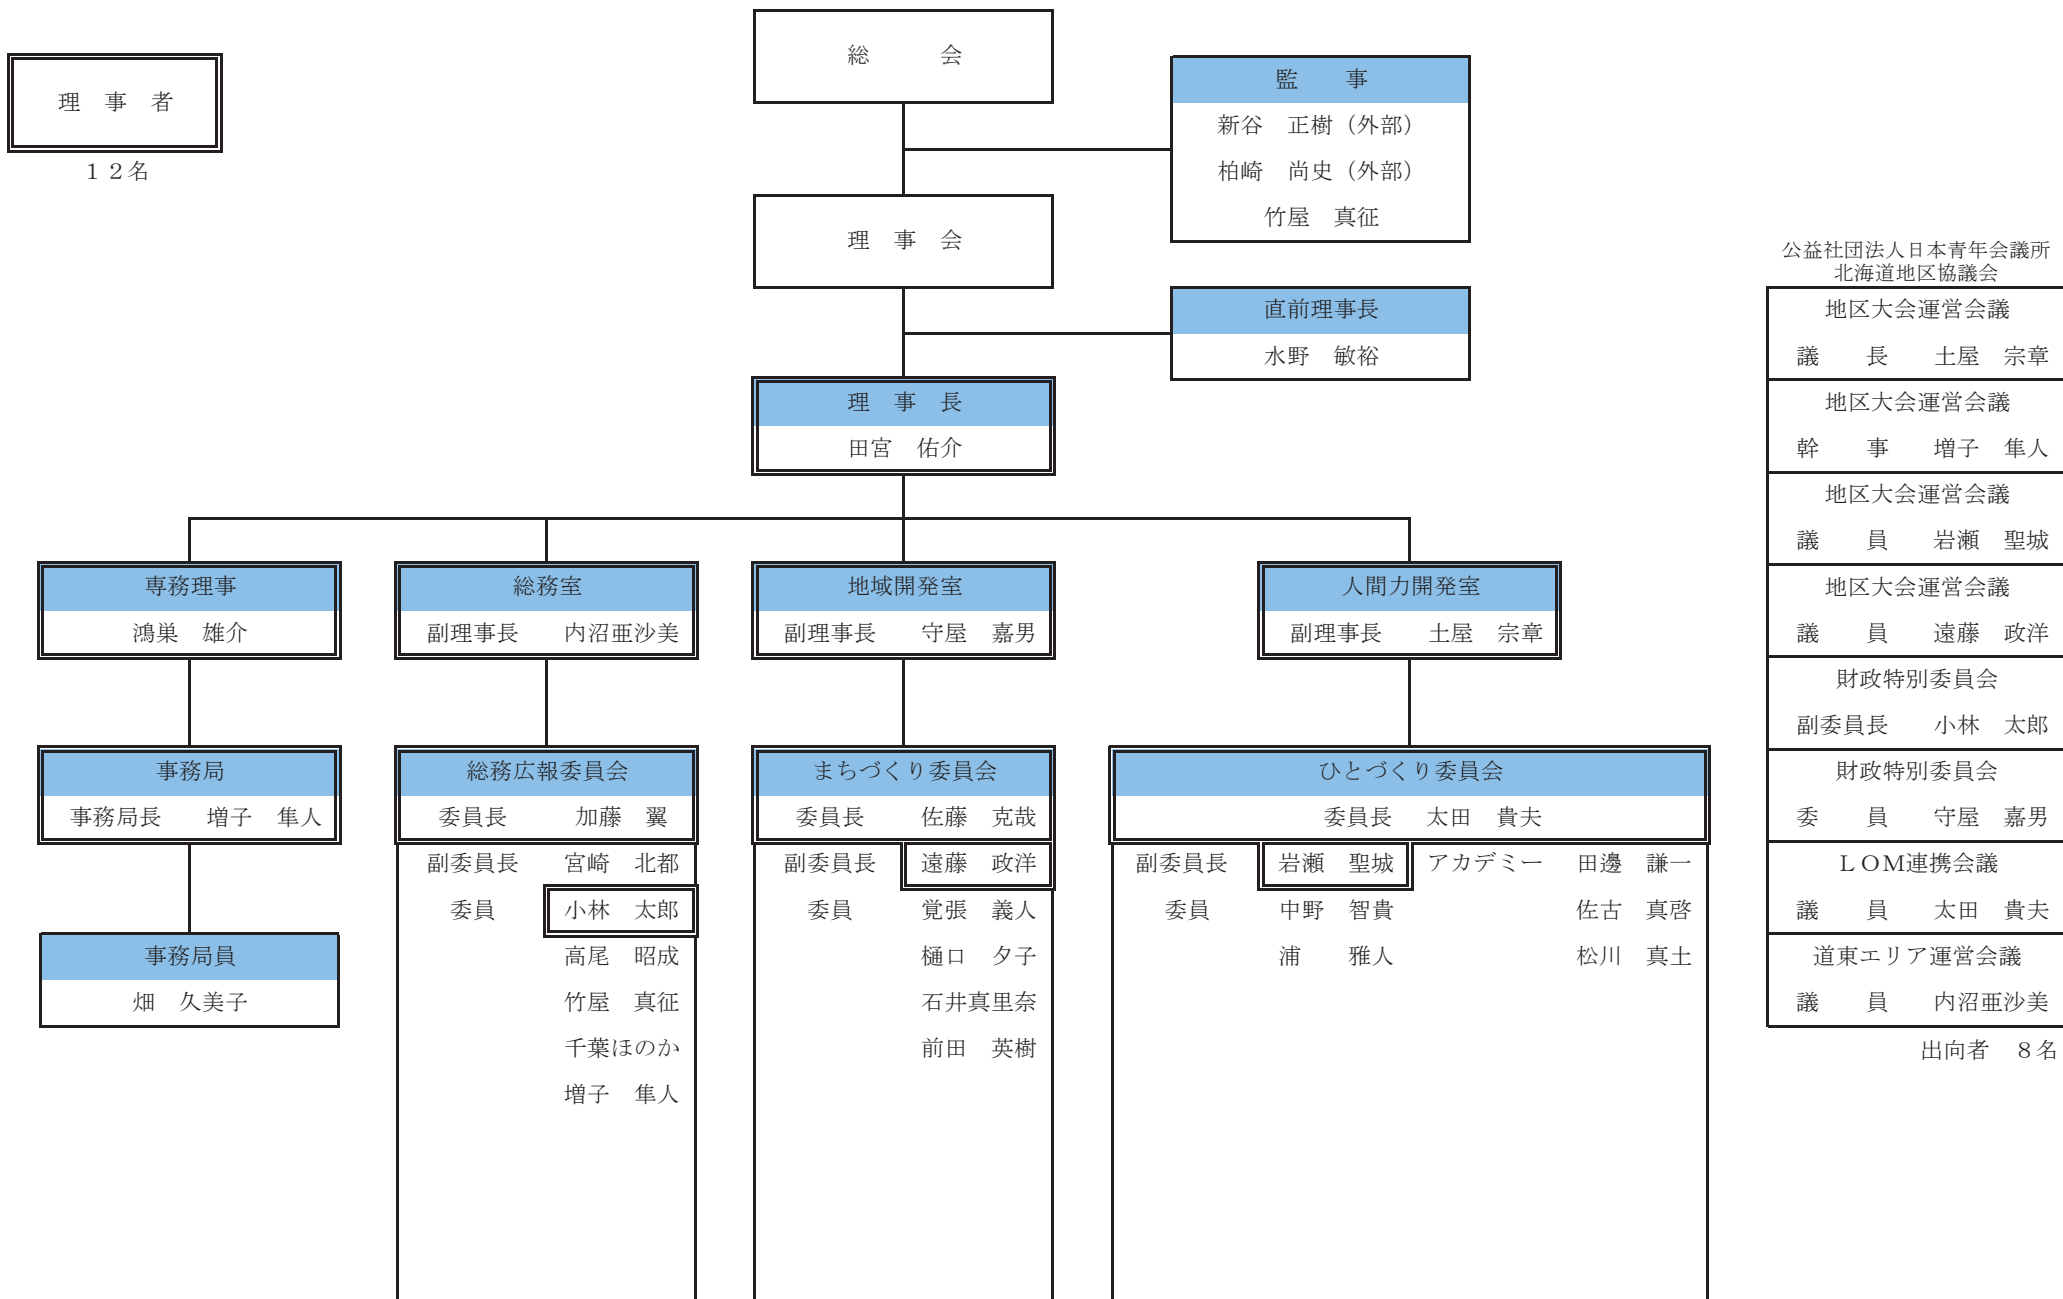 総　　　会
理　事　者
１２名
監　　事
新谷　正樹（外部）
柏崎　尚史（外部）
竹屋　真征
理　事　会
直前理事長
水野　敏裕
理　事　長
田宮　佑介
専務理事
鴻巣　雄介
総務室
副理事長　　内沼亜沙美
地域開発室
副理事長　　守屋　嘉男
人間力開発室
副理事長　　土屋　宗章
事務局
事務局長　　増子　隼人
事務局員
畑　久美子
総務広報委員会
委員長　　　加藤　翼
副委員長　　宮崎　北都
委員　　　小林　太郎
高尾　昭成
竹屋　真征
千葉ほのか
増子　隼人
まちづくり委員会
委員長　　　佐藤　克哉
副委員長　　遠藤　政洋
委員　　　覚張　義人
樋口　夕子
石井真里奈
前田　英樹
ひとづくり委員会
委員長　　太田　貴夫
副委員長　　岩瀬　聖城　アカデミー　田邊　謙一
委員　　　中野　智貴　　　　　　　佐古　真啓
浦　　雅人　　　　　　　松川　真土
公益社団法人日本青年会議所
北海道地区協議会
地区大会運営会議
議　　長　　土屋　宗章
地区大会運営会議
幹　　事　　増子　隼人
地区大会運営会議
議　　員　　岩瀬　聖城
地区大会運営会議
議　　員　　遠藤　政洋
財政特別委員会
副委員長　　小林　太郎
財政特別委員会
委　　員　　守屋　嘉男
ＬＯＭ連携会議
議　　員　　太田　貴夫
道東エリア運営会議
議　　員　　内沼亜沙美
出向者　８名